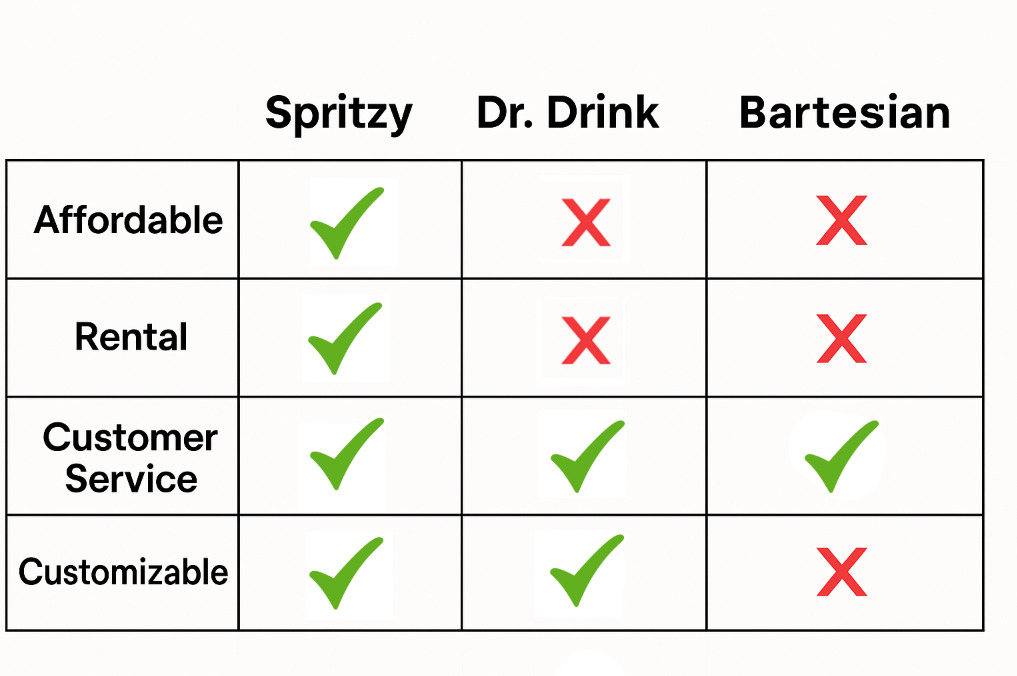 Spritzy Dr. Drink Bartesian
Affordable ✓ X X
Rental ✓ X X
Customer
Service ✓ ✓ ✓
Customizable ✓ ✓ X